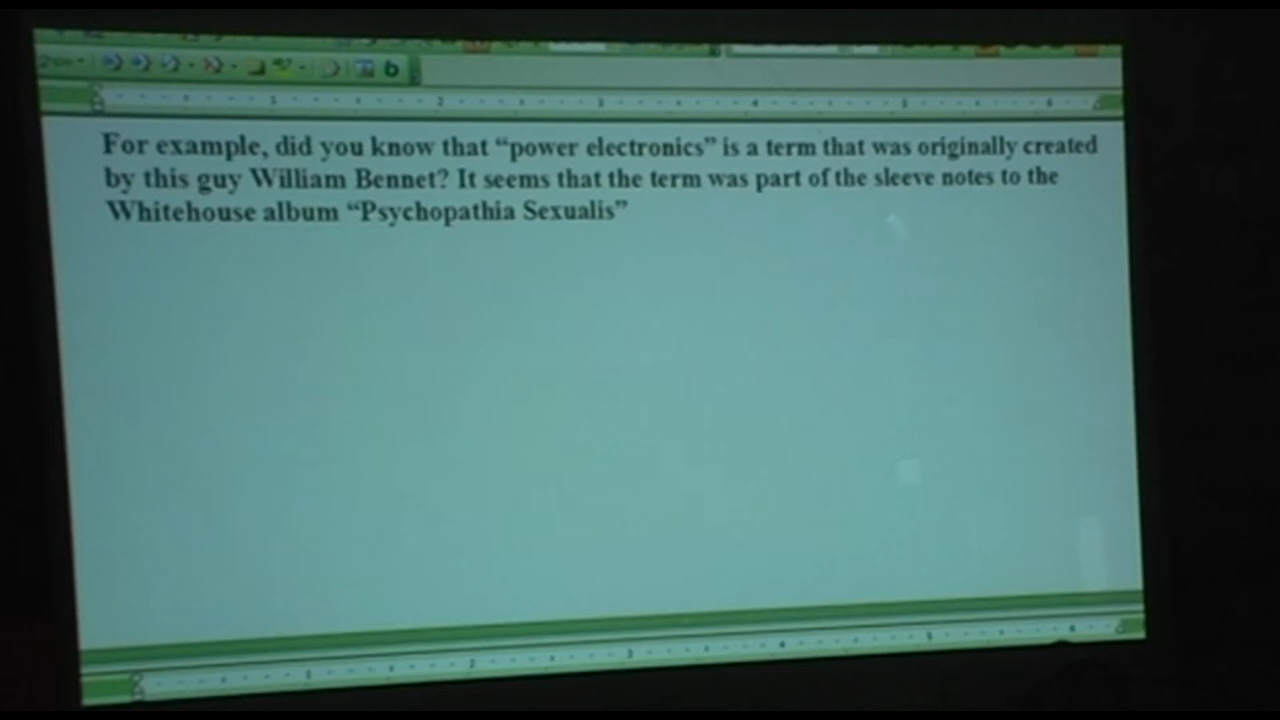 For example, did you know that “power electronics” is a term that was originally created
by this guy William Bennet? It seems that the term was part of the sleeve notes to the
Whitehouse album “Psychopathia Sexualis”